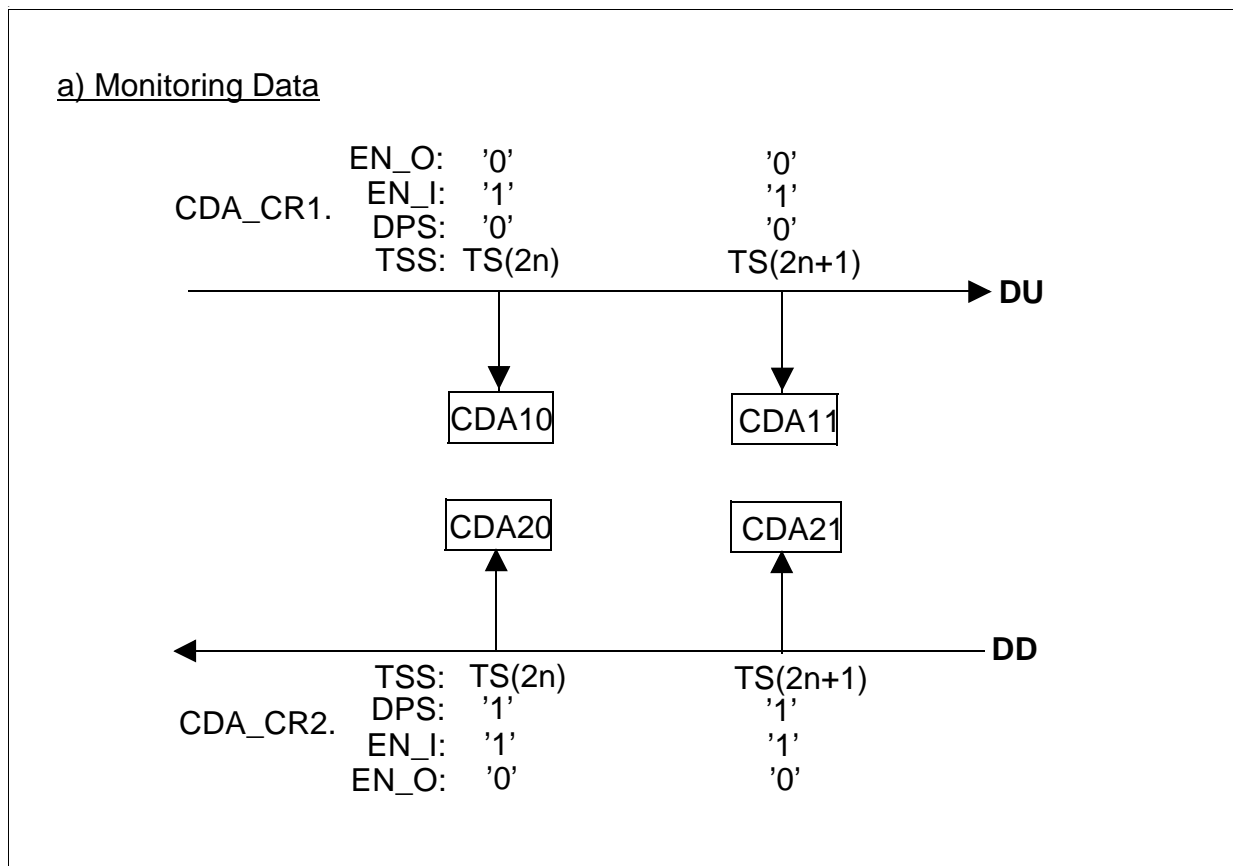 a) Monitoring Data
EN_O: ’0’ ’0’
CDA_CR1. EN_I: ’1’ ’1’
DPS: ’0’ ’0’
TSS: TS(2n) TS(2n+1)
DU
CDA10 CDA11
CDA20 CDA21
DD
TSS: TS(2n) TS(2n+1)
CDA_CR2. DPS: ’1’ ’1’
EN_I: ’1’ ’1’
EN_O: ’0’ ’0’